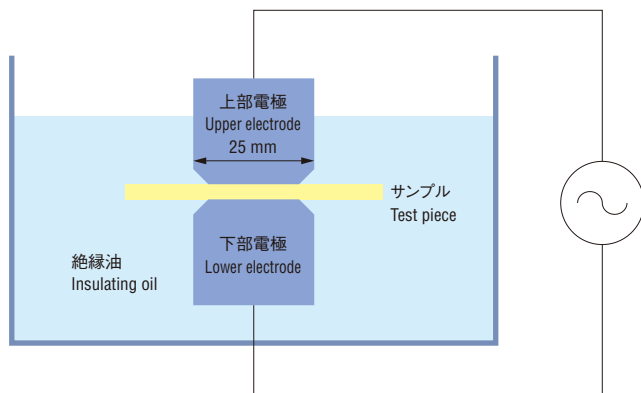 上部電極
Upper electrode
25 mm
サンプル
Test piece
下部電極
Lower electrode
絶縁油
Insulating oil